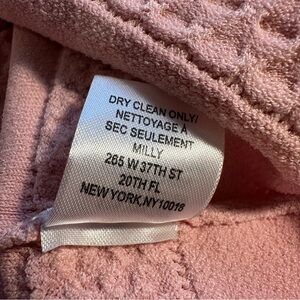 DRY CLEAN ONLY/
NETTOYAGE À
SEC SEULEMENT
MILLY
265 W 37TH ST
20TH FL
NEW YORK,NY10018